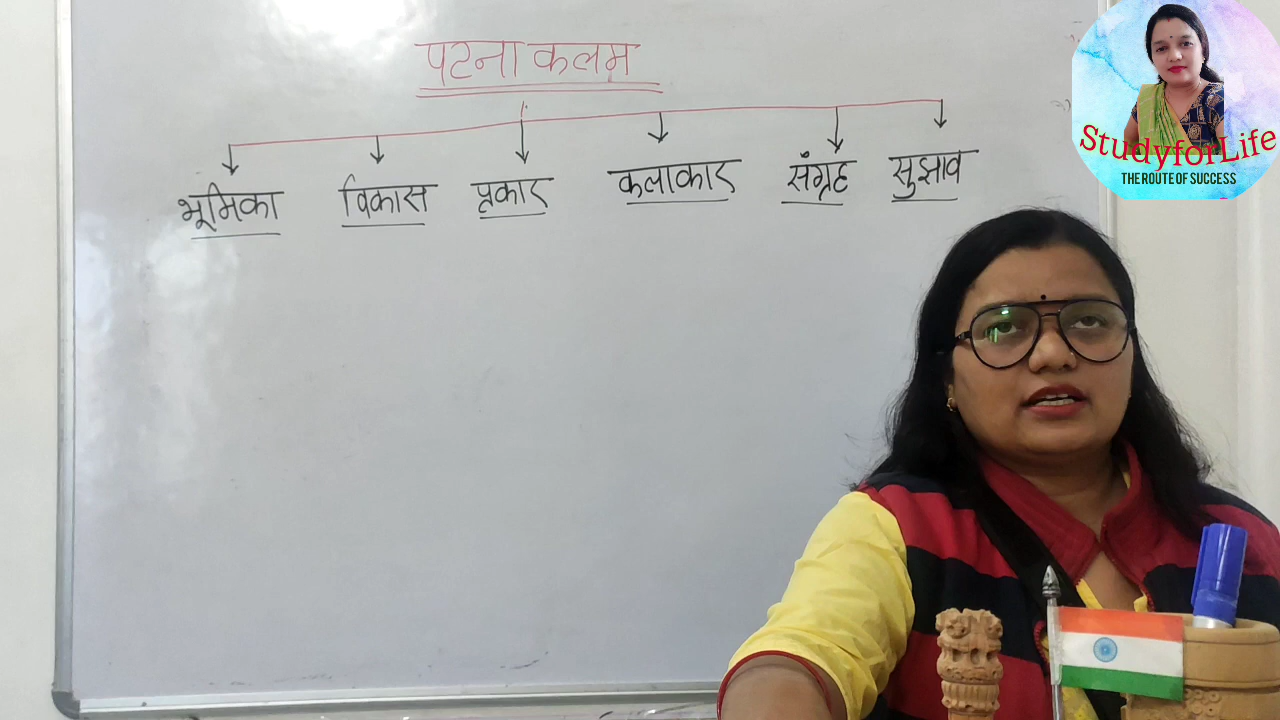 पटना कलम
भूमिका विकास प्रकार कलाकार संग्रह सुझाव
StudyforLife
THE ROUTE OF SUCCESS